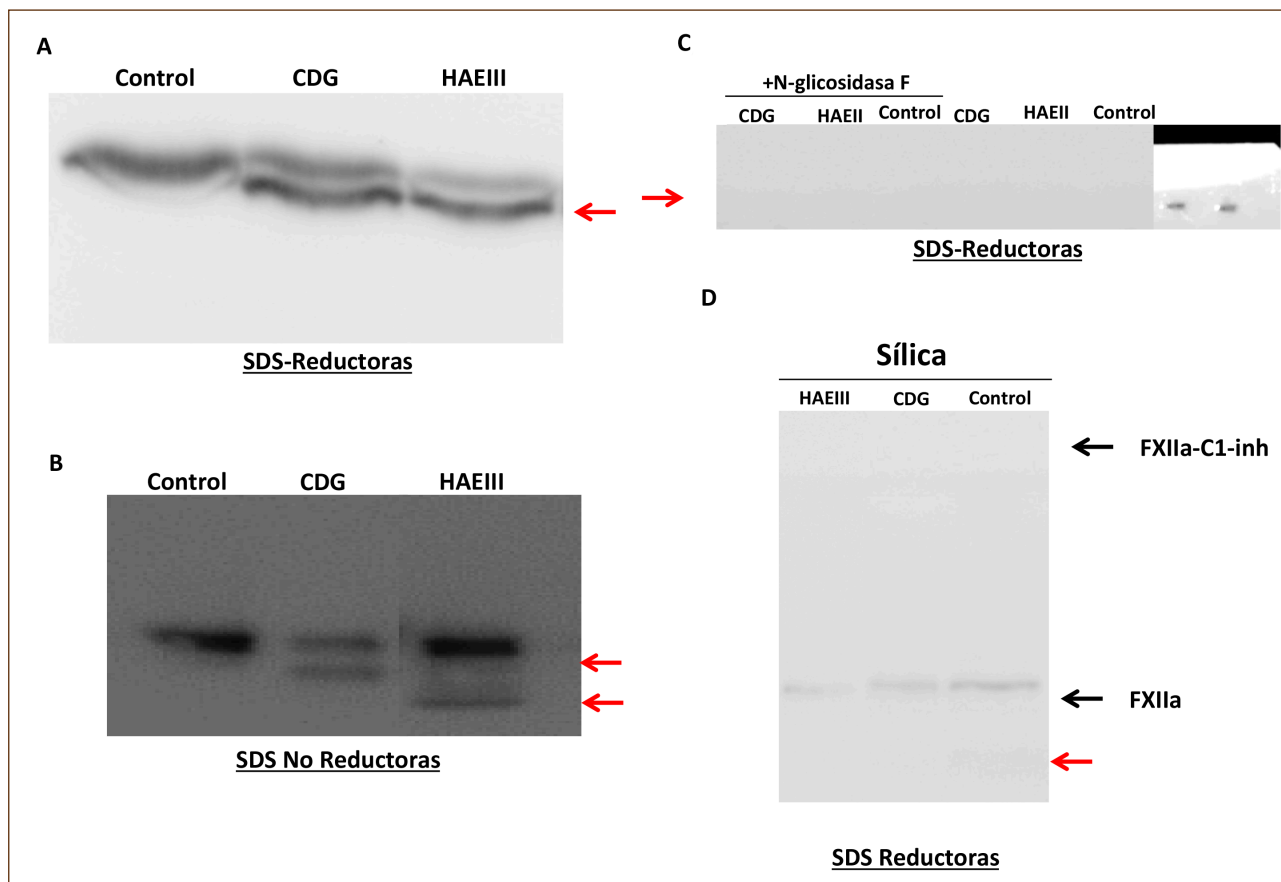 A
Control CDG HAEIII
SDS-Reductoras
B
Control CDG HAEIII
SDS No Reductoras
C
+N-glicosidasa F
CDG HAEII Control CDG HAEII Control
SDS-Reductoras
D
Sílica
HAEIII CDG Control
FXIIa-C1-inh
FXIIa
SDS Reductoras